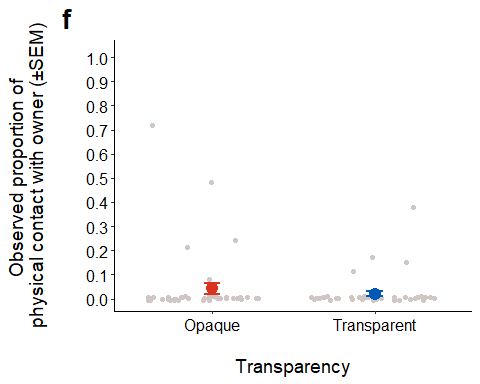 f
Observed proportion of
physical contact with owner (±SEM)
1.0
0.9
0.8
0.7
0.6
0.5
0.4
0.3
0.2
0.1
0.0
Opaque Transparent
Transparency